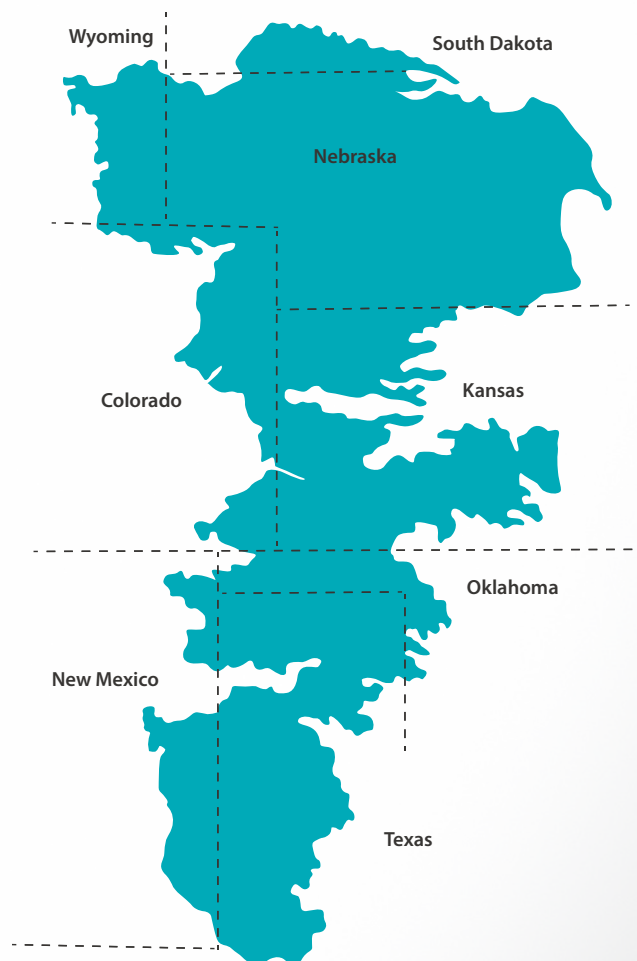 Wyoming
South Dakota
Nebraska
Colorado
Kansas
Oklahoma
New Mexico
Texas